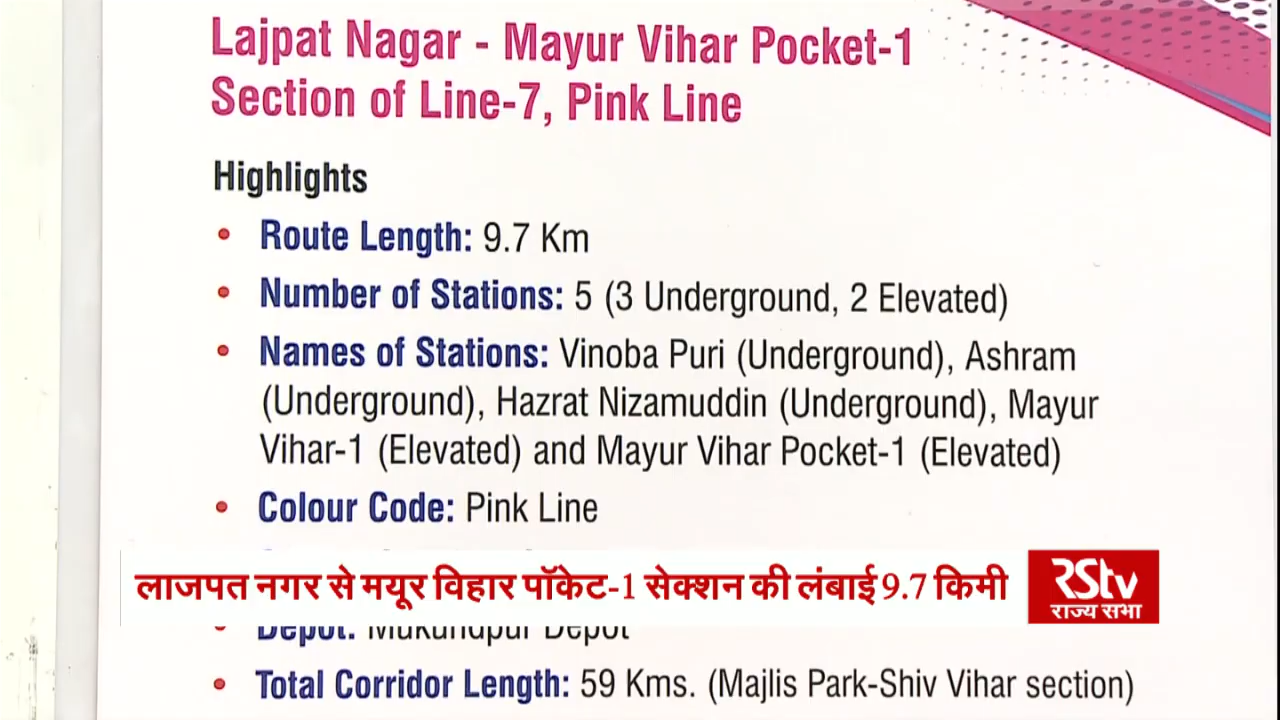 Lajpat Nagar - Mayur Vihar Pocket-1
Section of Line-7, Pink Line
Highlights
• Route Length: 9.7 Km
• Number of Stations: 5 (3 Underground, 2 Elevated)
• Names of Stations: Vinoba Puri (Underground), Ashram
(Underground), Hazrat Nizamuddin (Underground), Mayur
Vihar-1 (Elevated) and Mayur Vihar Pocket-1 (Elevated)
• Colour Code: Pink Line
लाजपत नगर से मयूर विहार पॉकेट-1 सेक्शन की लंबाई 9.7 किमी
RStv
राज्य सभा
• Depot: Mukundpur Depot
• Total Corridor Length: 59 Kms. (Majlis Park-Shiv Vihar section)